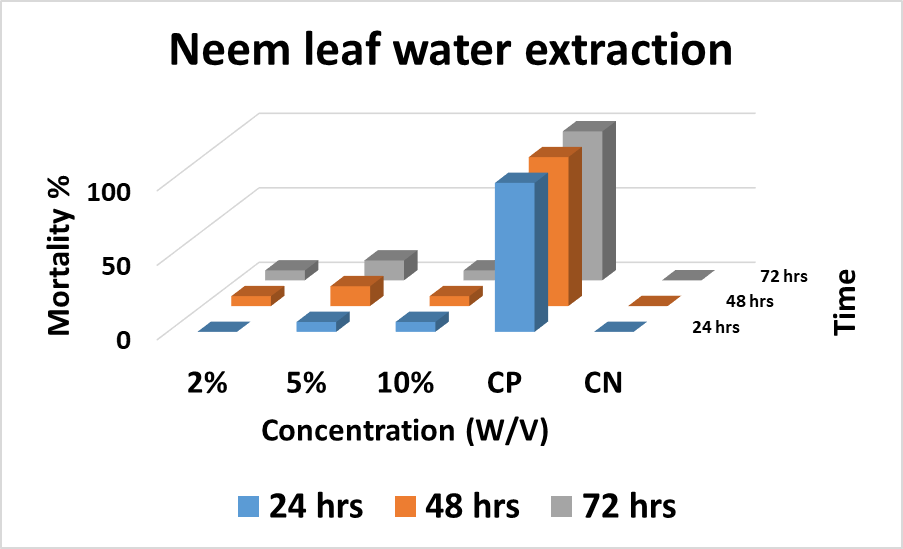 Neem leaf water extraction
Mortality %
100
50
0
72 hrs
48 hrs
24 hrs
Time
2% 5% 10% CP CN
Concentration (W/V)
24 hrs 48 hrs 72 hrs